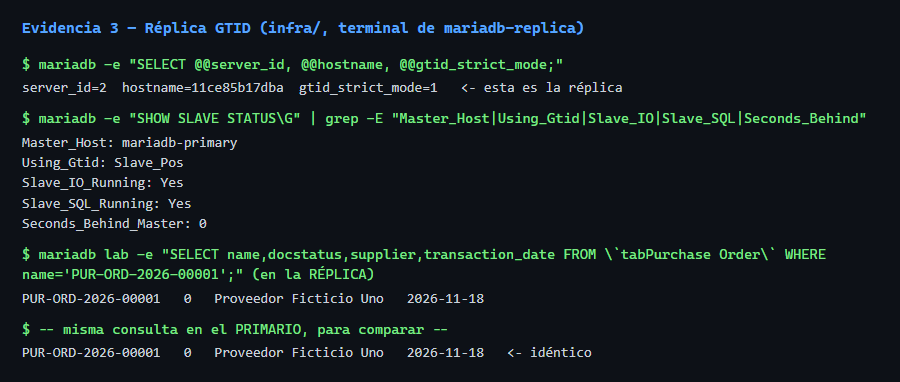 Evidencia 3 — Réplica GTID (infra/, terminal de mariadb-replica)
$ mariadb -e "SELECT @@server_id, @@hostname, @@gtid_strict_mode;"
server_id=2  hostname=11ce85b17dba  gtid_strict_mode=1   <- esta es la réplica
$ mariadb -e "SHOW SLAVE STATUS\G" | grep -E "Master_Host|Using_Gtid|Slave_IO|Slave_SQL|Seconds_Behind"
Master_Host: mariadb-primary
Using_Gtid: Slave_Pos
Slave_IO_Running: Yes
Slave_SQL_Running: Yes
Seconds_Behind_Master: 0
$ mariadb lab -e "SELECT name,docstatus,supplier,transaction_date FROM \`tabPurchase Order\` WHERE
name='PUR-ORD-2026-00001';" (en la RÉPLICA)
PUR-ORD-2026-00001   0   Proveedor Ficticio Uno   2026-11-18
$ -- misma consulta en el PRIMARIO, para comparar --
PUR-ORD-2026-00001   0   Proveedor Ficticio Uno   2026-11-18   <- idéntico